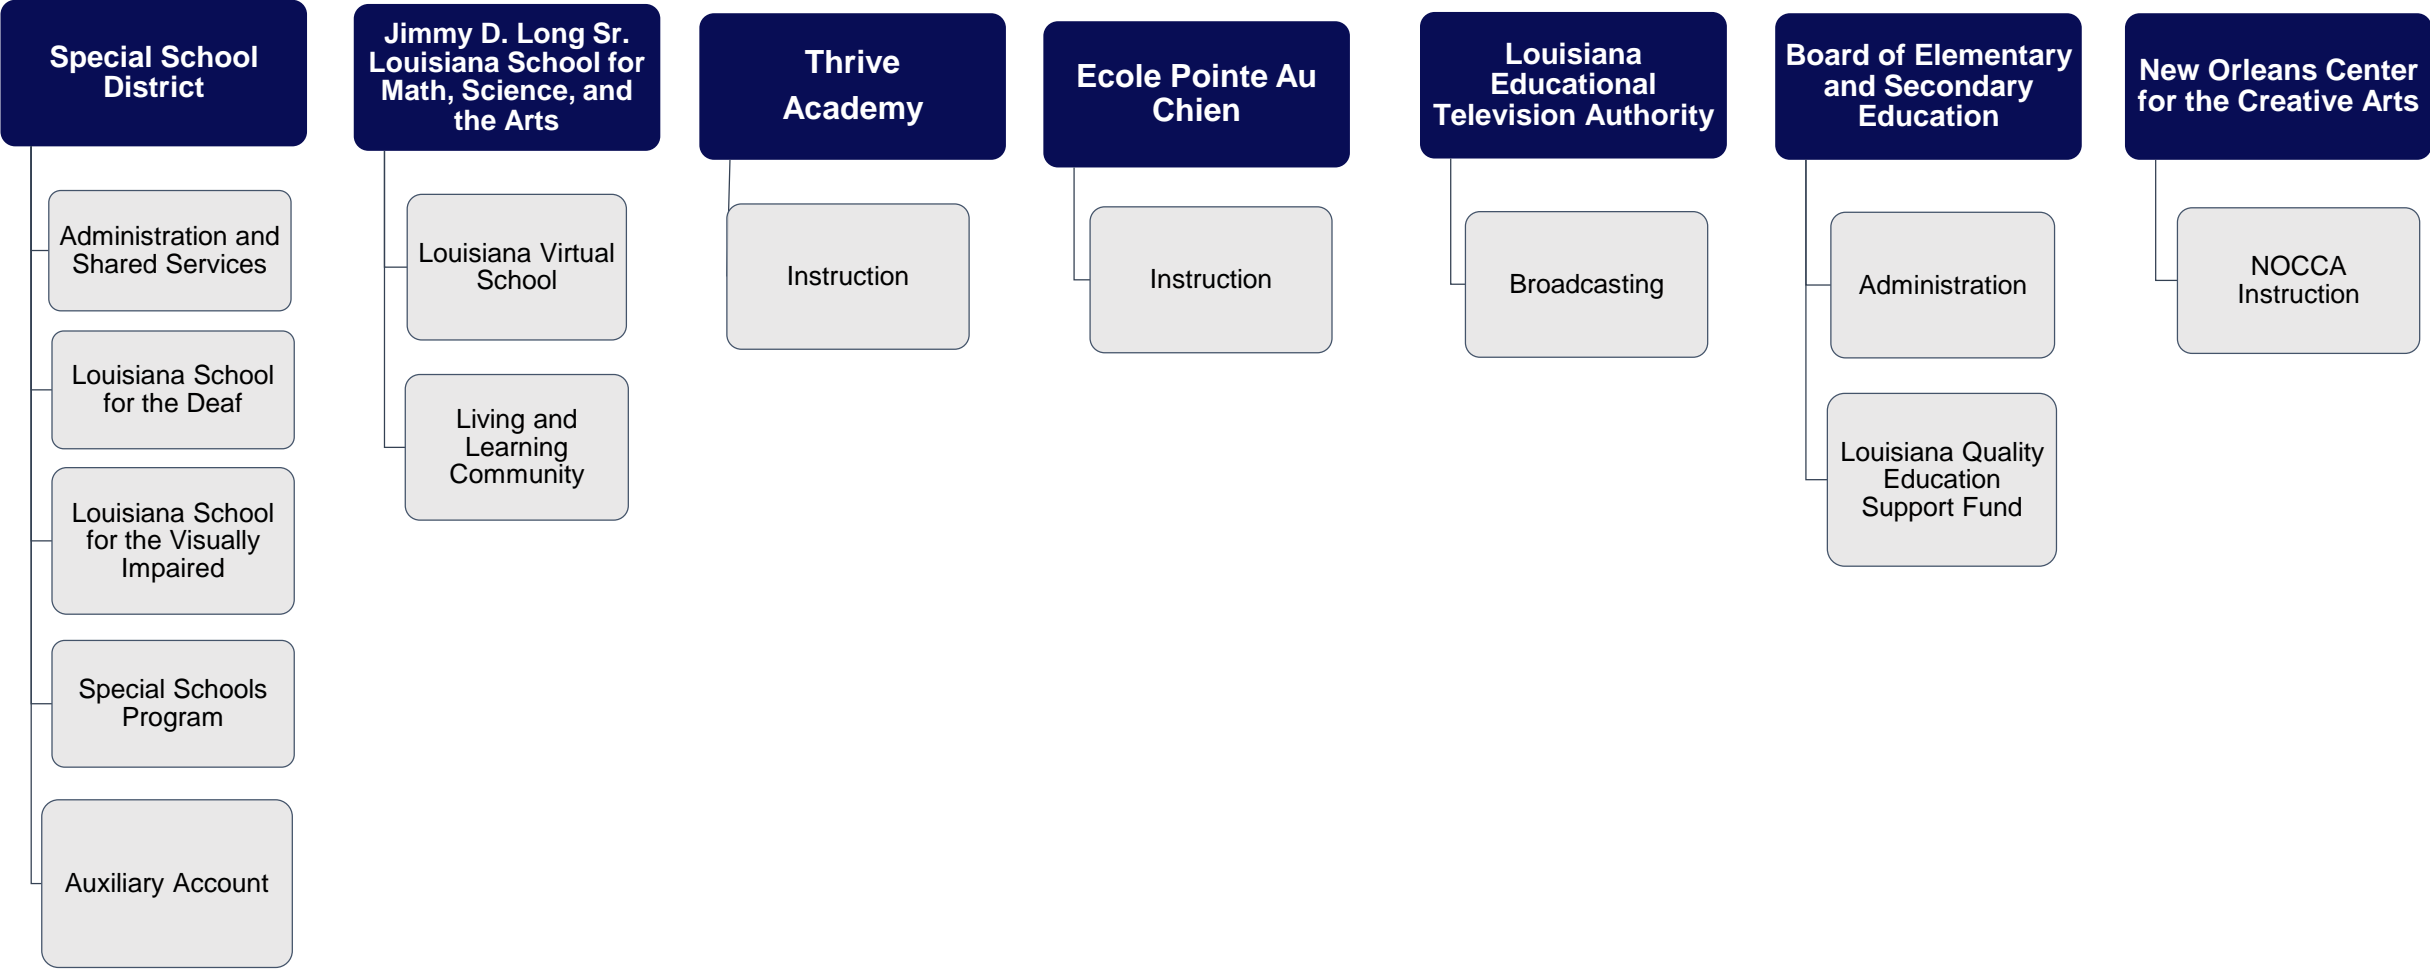 Special School
District
Administration and
Shared Services
Louisiana School
for the Deaf
Louisiana School
for the Visually
Impaired
Special Schools
Program
Auxiliary Account
Jimmy D. Long Sr.
Louisiana School for
Math, Science, and
the Arts
Louisiana Virtual
School
Living and
Learning
Community
Thrive
Academy
Instruction
Ecole Pointe Au
Chien
Instruction
Louisiana
Educational
Television Authority
Broadcasting
Board of Elementary
and Secondary
Education
Administration
Louisiana Quality
Education
Support Fund
New Orleans Center
for the Creative Arts
NOCCA
Instruction